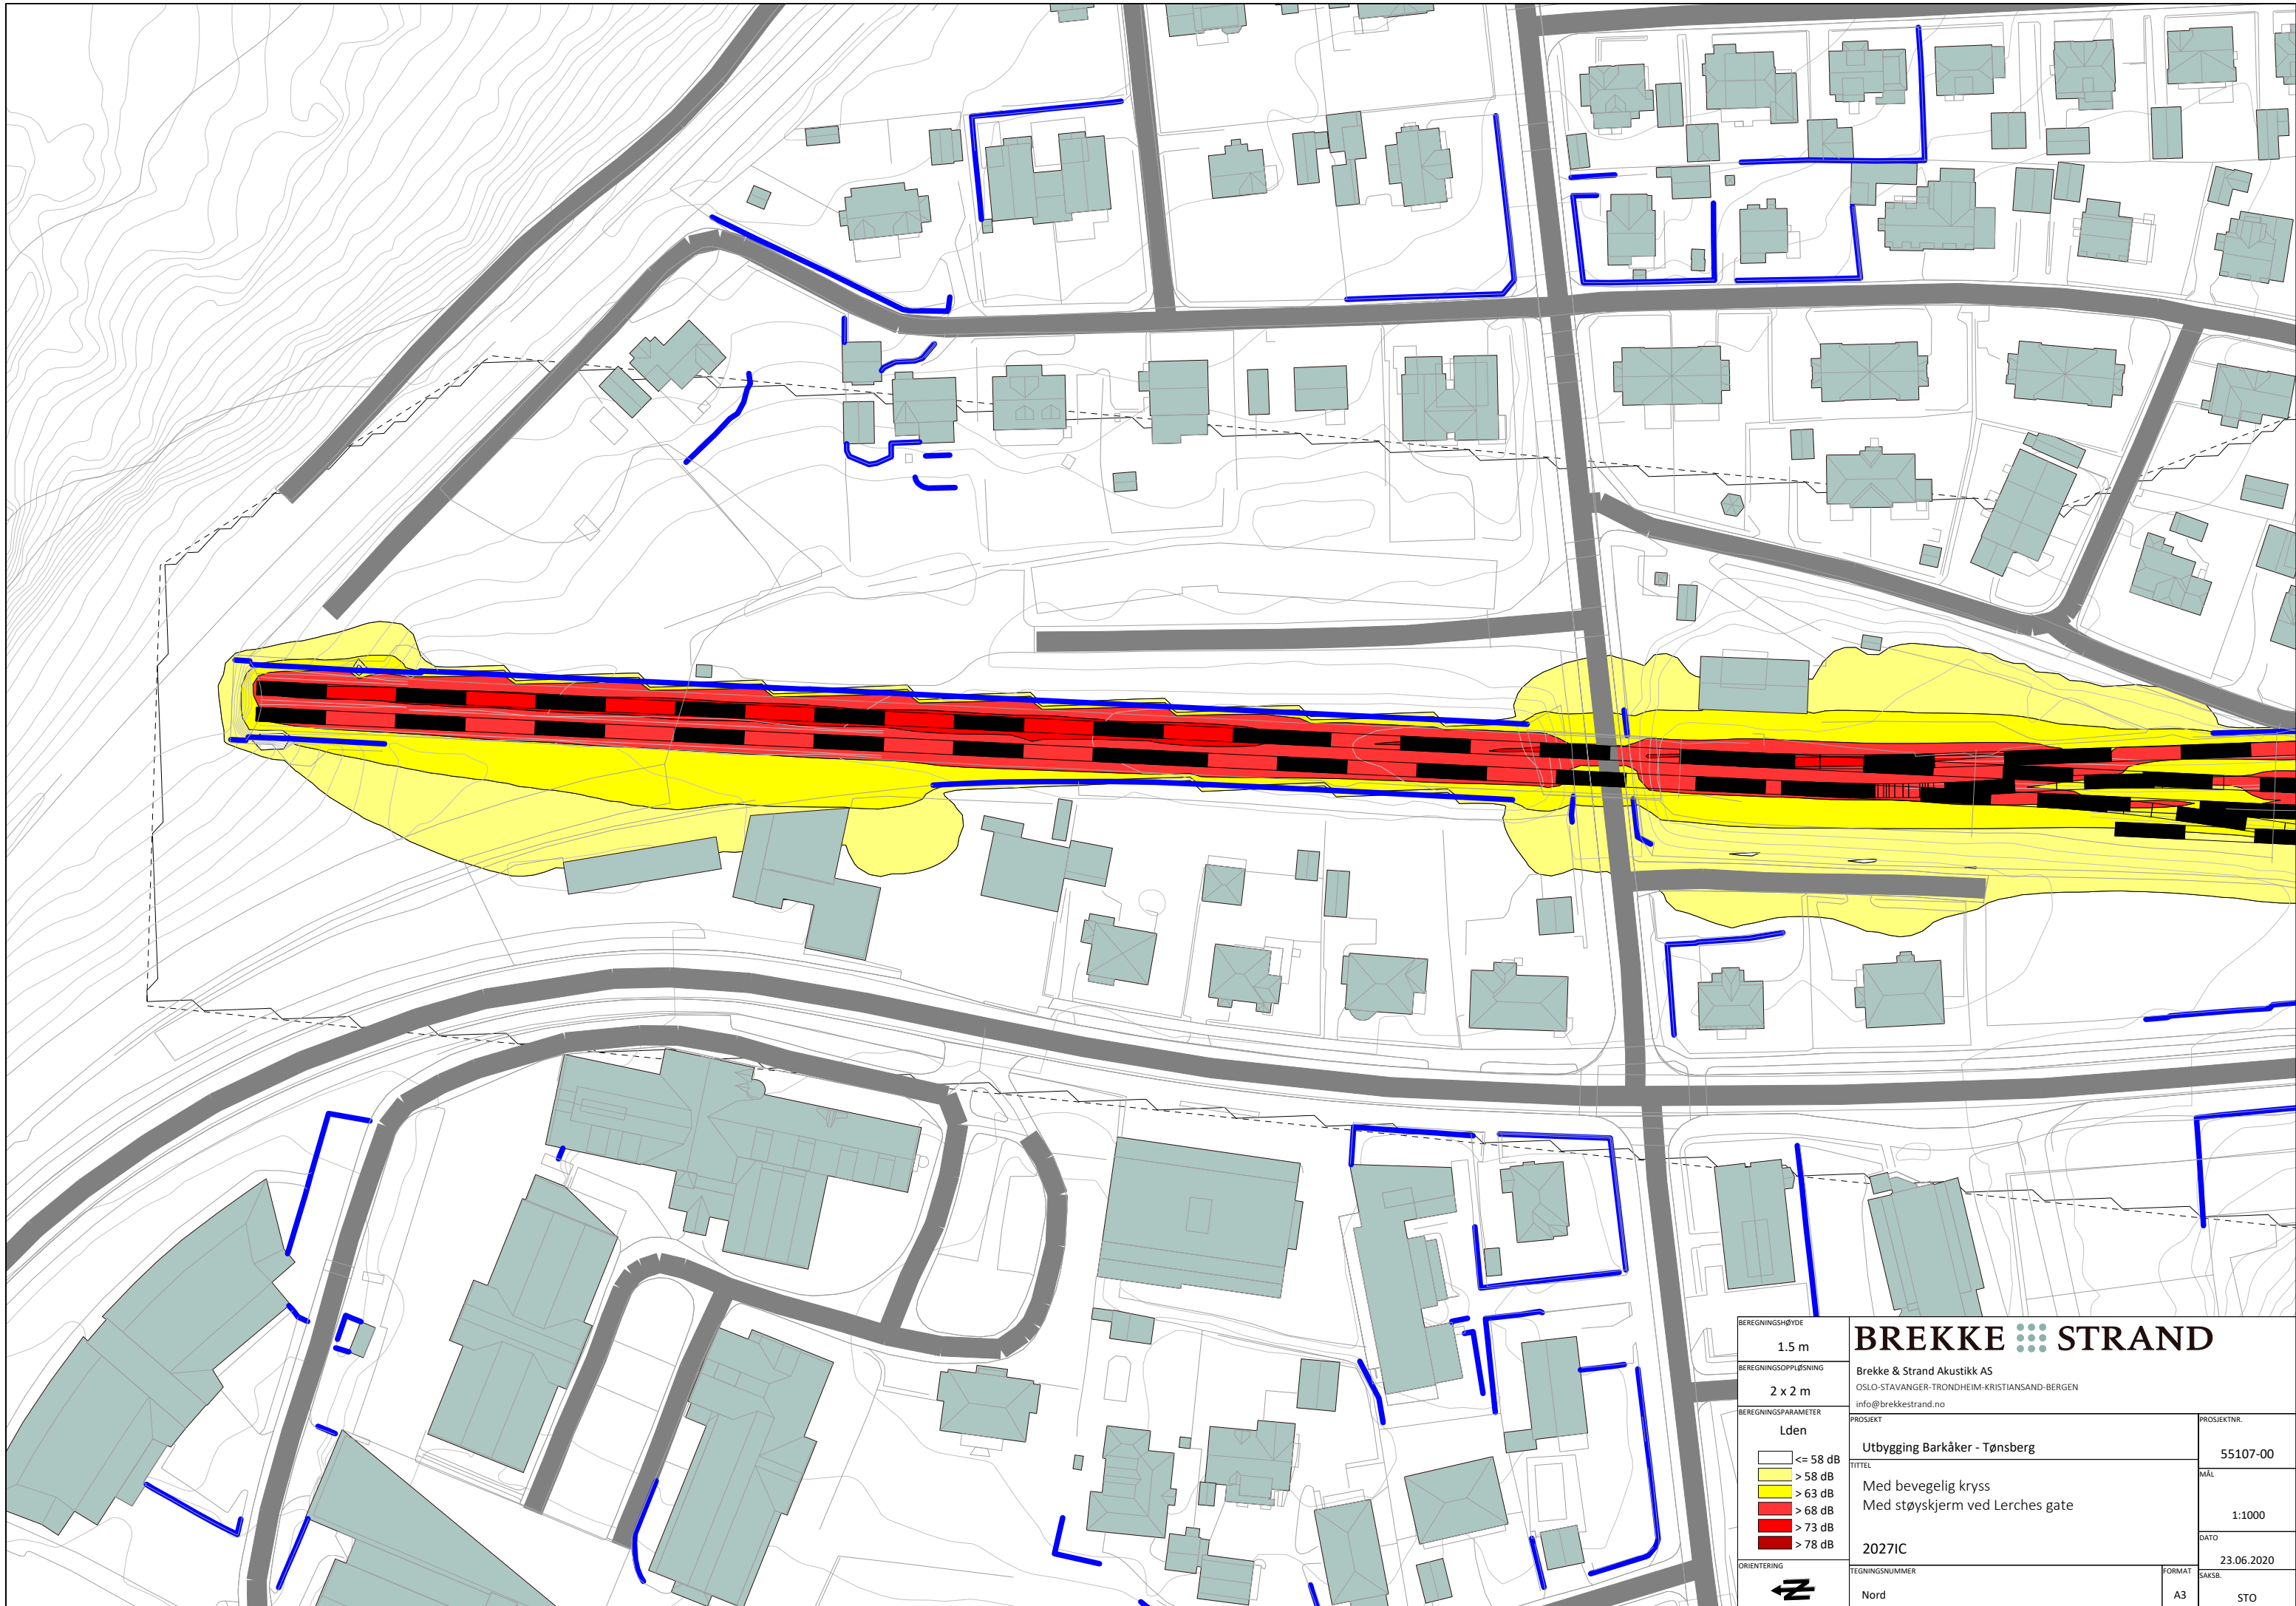 BEREGNINGSHØYDE
1.5 m
BEREGNINGSOPPLØSNING
2 x 2 m
BEREGNINGSPARAMETER
Lden
<= 58 dB
> 58 dB
> 63 dB
> 68 dB
> 73 dB
> 78 dB
ORIENTERING
BREKKE STRAND
Brekke & Strand Akustikk AS
OSLO-STAVANGER-TRONDHEIM-KRISTIANSAND-BERGEN
info@brekkestrand.no
PROSJEKT
Utbygging Barkåker - Tønsberg
PROSJEKTNR.
55107-00
TITTEL
Med bevegelig kryss
Med støyskjerm ved Lerches gate
2027IC
MÅL
1:1000
DATO
23.06.2020
TEGNINGSNUMMER
Nord
FORMAT
A3
SAKSB.
STO